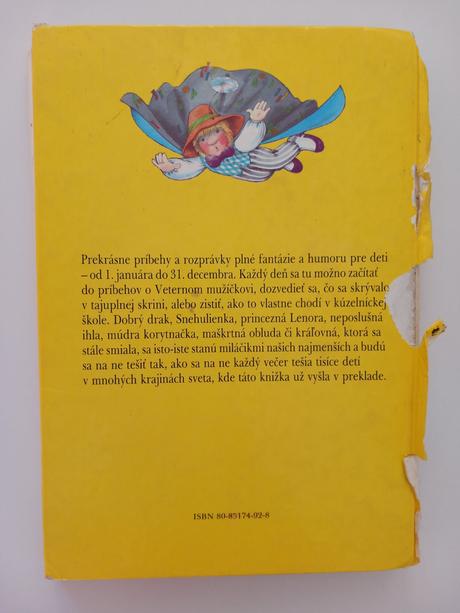 Prekrásne príbehy a rozprávky plné fantázie a humoru pre deti
– od 1. januára do 31. decembra. Každý deň sa tu možno začítať
do príbehov o Veternom mužíčkovi, dozvedieť sa, čo sa skrývalo
v tajuplnej skrini, alebo zistiť, ako to vlastne chodí v kúzelníckej
škole. Dobrý drak, Snehulienka, princezná Lenora, neposlušná
ihla, múdra korytnačka, maškrtná obluda či kráľovná, ktorá sa
stále smiala, sa isto-iste stanú miláčikmi našich najmenších a budú
sa na ne tešiť tak, ako sa na ne každý večer tešia tisíce detí
v mnohých krajinách sveta, kde táto knižka už vyšla v preklade.
ISBN 80-85174-92-8